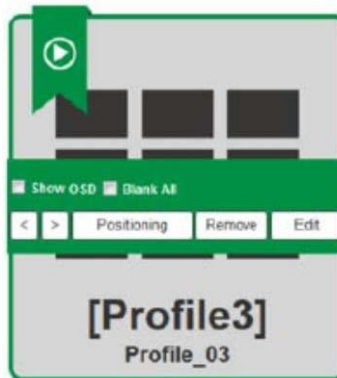 Show OSD Blank All
< > Positioning Remove Edit
[Profile3]
Profile_03